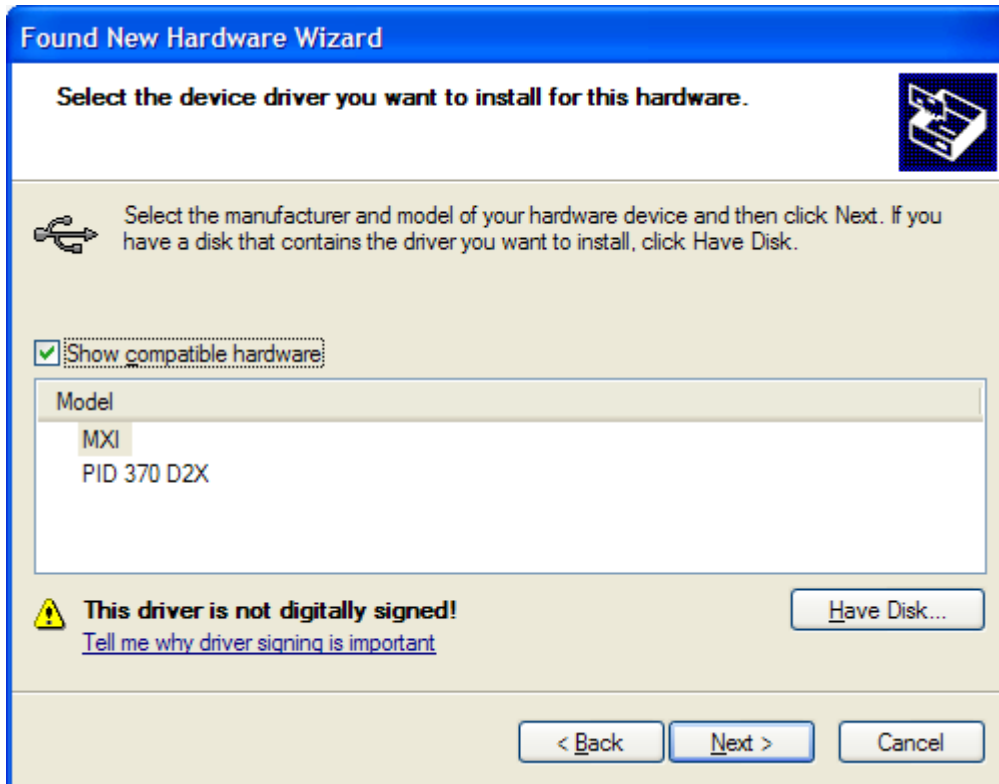 Found New Hardware Wizard
Select the device driver you want to install for this hardware.
Select the manufacturer and model of your hardware device and then click Next. If you
have a disk that contains the driver you want to install, click Have Disk.
Show compatible hardware
Model
MXI
PID 370 D2X
This driver is not digitally signed!
Have Disk...
Tell me why driver signing is important
< Back
Next >
Cancel